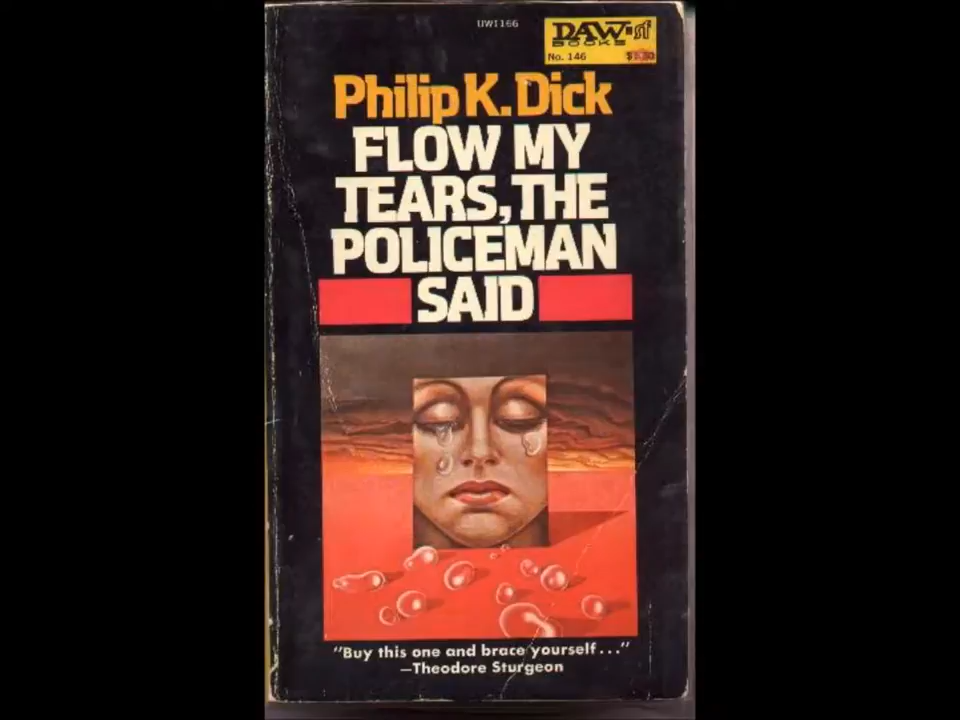 UW1166
DAW=sf
BOOKS
No. 146
Philip K. Dick
FLOW MY
TEARS, THE
POLICEMAN
SAID
"Buy this one and brace yourself..."
—Theodore Sturgeon